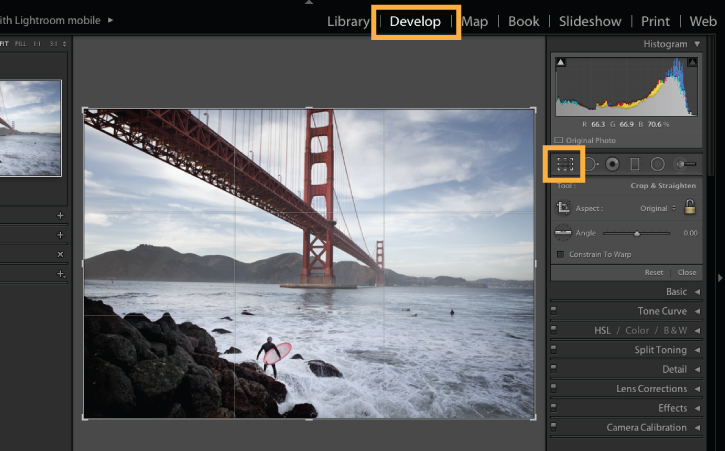 ith Lightroom mobile ▸
Library | Develop | Map | Book | Slideshow | Print | Web
FIT FILL 1:1 3:1
Histogram
R 66.3 G 66.9 B 70.6 %
Original Photo
Tool : Crop & Straighten
Aspect : Original
Angle 0.00
Constrain To Warp
Reset Close
Basic
Tone Curve
HSL / Color / B & W
Split Toning
Detail
Lens Corrections
Effects
Camera Calibration